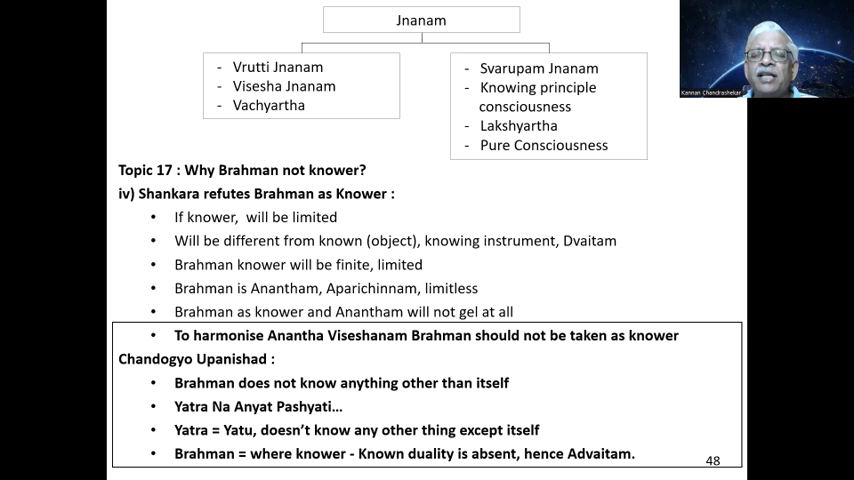 Jnanam
- Vrutti Jnanam
- Visesha Jnanam
- Vachyartha
- Svarupam Jnanam
- Knowing principle
consciousness
- Lakshyartha
- Pure Consciousness
Kannan Chandrashekar
Topic 17 : Why Brahman not knower?
iv) Shankara refutes Brahman as Knower :
• If knower, will be limited
• Will be different from known (object), knowing instrument, Dvaitam
• Brahman knower will be finite, limited
• Brahman is Anantham, Aparichinnam, limitless
• Brahman as knower and Anantham will not gel at all
• To harmonise Anantha Viseshanam Brahman should not be taken as knower
Chandogyo Upanishad :
• Brahman does not know anything other than itself
• Yatra Na Anyat Pashyati...
• Yatra = Yatu, doesn't know any other thing except itself
• Brahman = where knower - Known duality is absent, hence Advaitam.
48